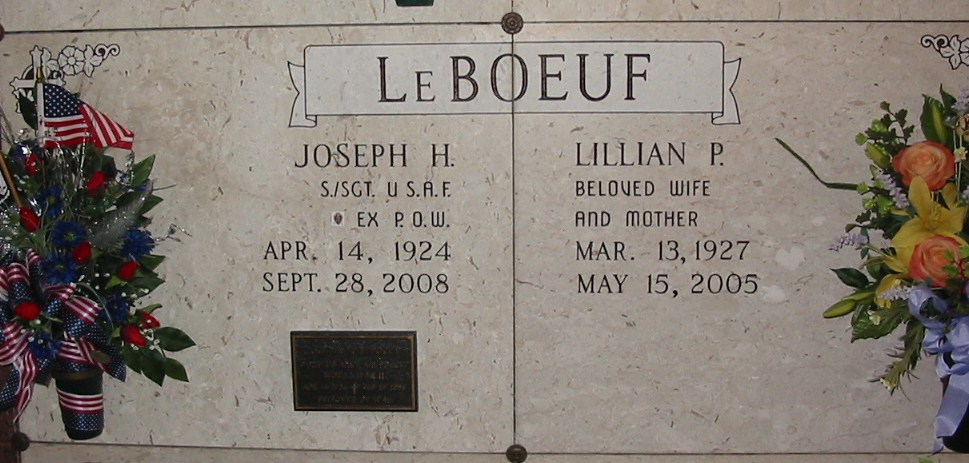 LEBOEUF
JOSEPH H.
S./SGT. U S.A.F.
EX P.O.W.
APR. 14, 1924
SEPT. 28, 2008
LILLIAN P.
BELOVED WIFE
AND MOTHER
MAR. 13, 1927
MAY 15, 2005